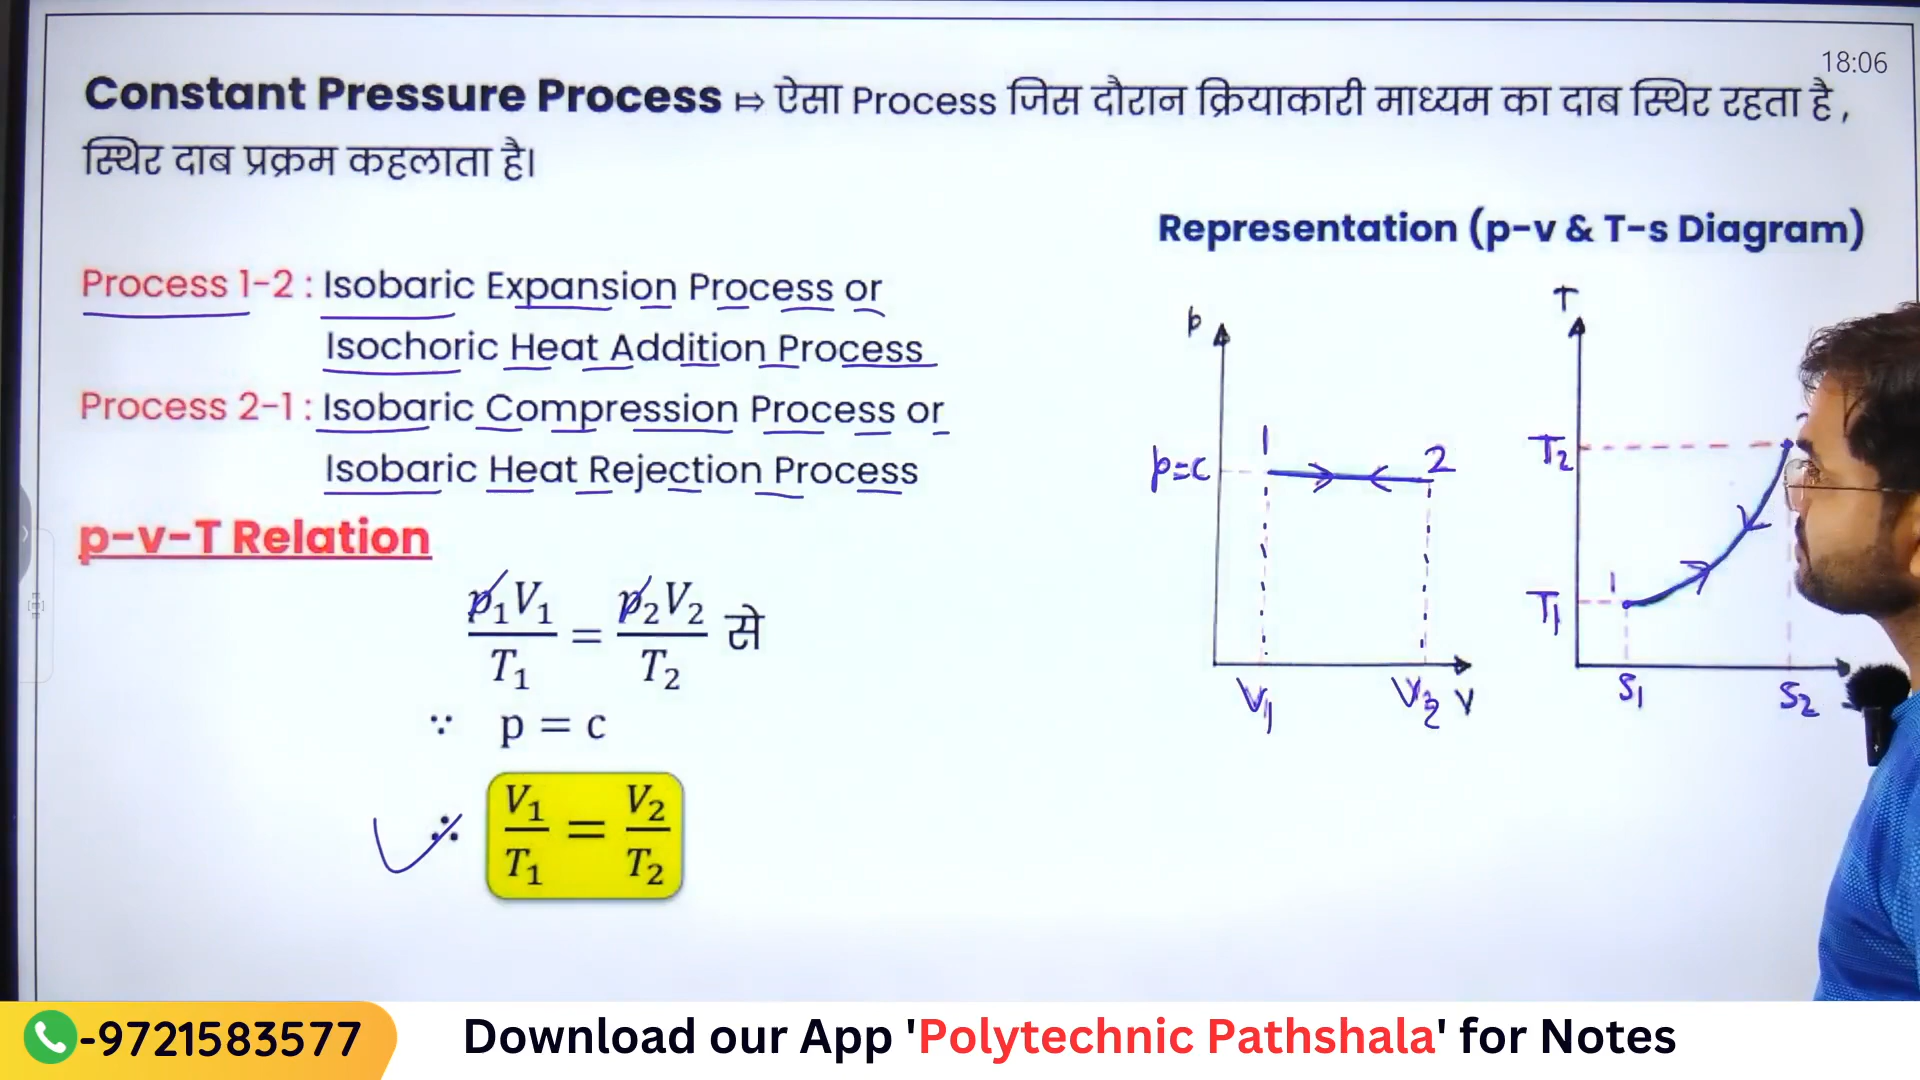 18:06
Constant Pressure Process ⤇ ऐसा Process जिस दौरान क्रियाकारी माध्यम का दाब स्थिर रहता है ,
स्थिर दाब प्रक्रम कहलाता है।
Representation (p-v & T-s Diagram)
Process 1-2 : Isobaric Expansion Process or
Isochoric Heat Addition Process
Process 2-1 : Isobaric Compression Process or
Isobaric Heat Rejection Process
p-v-T Relation
p₁V₁/T₁ = p₂V₂/T₂ से
∵ p = c
∴ V₁/T₁ = V₂/T₂
p
p=c
1
2
V₁
V₂
V
T
T₂
T₁
1
S₁
S₂
-9721583577
Download our App 'Polytechnic Pathshala' for Notes